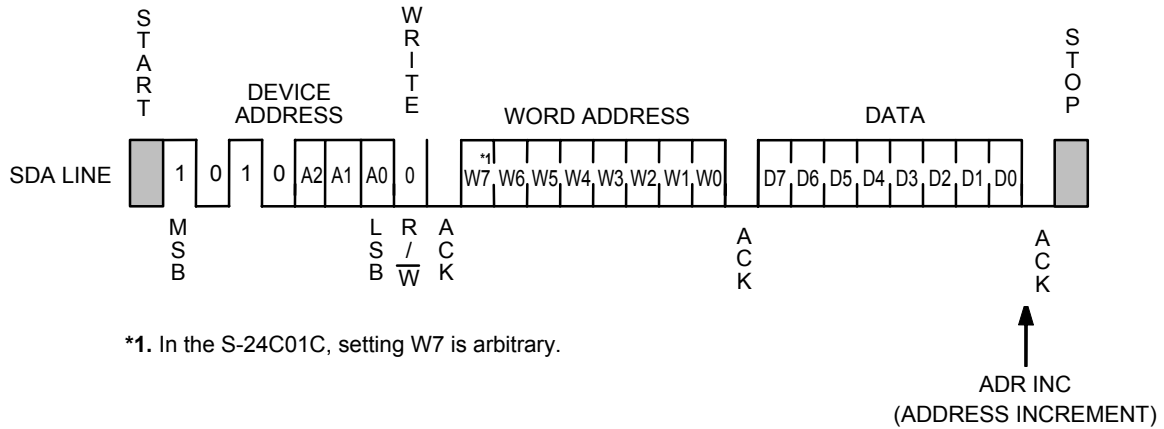 START
WRITE
STOP
DEVICE
ADDRESS
WORD ADDRESS
DATA
SDA LINE
1 0 1 0 A2 A1 A0 0
*1
W7 W6 W5 W4 W3 W2 W1 W0
D7 D6 D5 D4 D3 D2 D1 D0
MSB
LSB
R/W
ACK
ACK
ACK
*1. In the S-24C01C, setting W7 is arbitrary.
ADR INC
(ADDRESS INCREMENT)